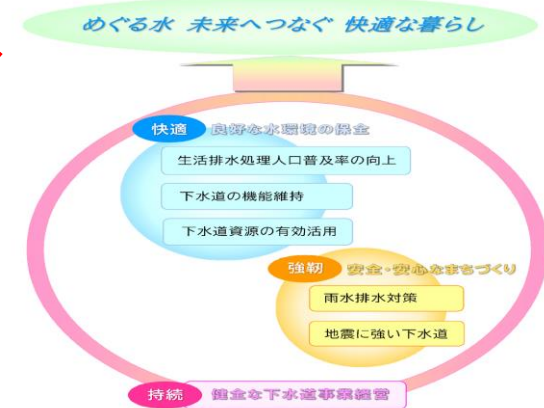 めぐる水 未来へつなぐ 快適な暮らし
快適 良好な水環境の保全
生活排水処理人口普及率の向上
下水道の機能維持
下水道資源の有効活用
強靭 安全・安心なまちづくり
雨水排水対策
地震に強い下水道
持続 健全な下水道事業経営